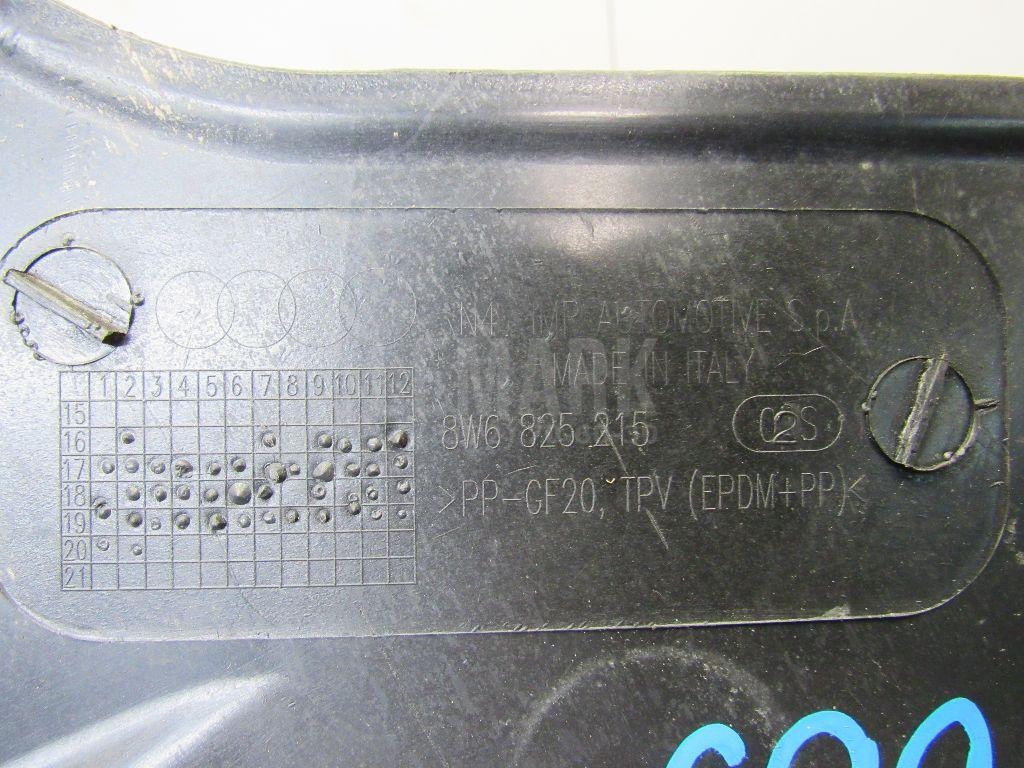 IMP AUTOMOTIVE S.p.A
MADE IN ITALY
8W6 825 215 02S
>PP-GF20, TPV (EPDM+PP)<
1 2 3 4 5 6 7 8 9 10 11 12
15
16
17
18
19
20
21